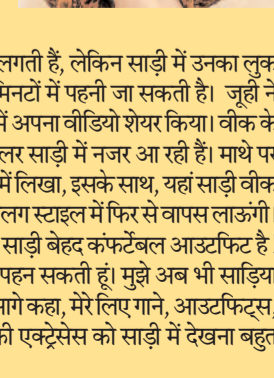 लगती हैं, लेकिन साड़ी में उनका लुक
मिनटों में पहनी जा सकती है। जूही ने
में अपना वीडियो शेयर किया। वीक के
लर साड़ी में नजर आ रही हैं। माथे पर
में लिखा, इसके साथ, यहां साड़ी वीक
लग स्टाइल में फिर से वापस लाऊंगी।
साड़ी बेहद कंफर्टेबल आउटफिट है
पहन सकती हूं। मुझे अब भी साड़िया
आगे कहा, मेरे लिए गाने, आउटफिट्स,
की एक्ट्रेसेस को साड़ी में देखना बहुत